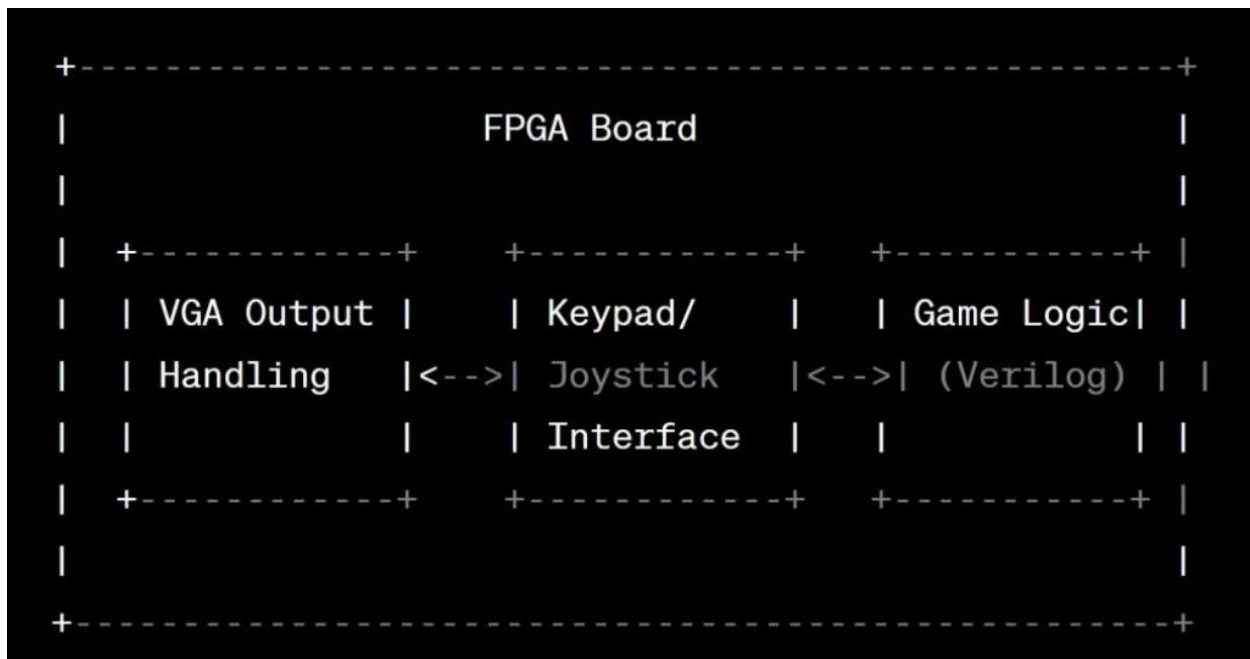 +---------------------------------------------------+
|                    FPGA Board                      |
|                                                    |
|  +------------+    +------------+   +-----------+ |
|  | VGA Output |    | Keypad/    |   | Game Logic| |
|  | Handling   |<-->| Joystick   |<-->| (Verilog) | |
|  |            |    | Interface  |   |           | |
|  +------------+    +------------+   +-----------+ |
|                                                    |
+---------------------------------------------------+